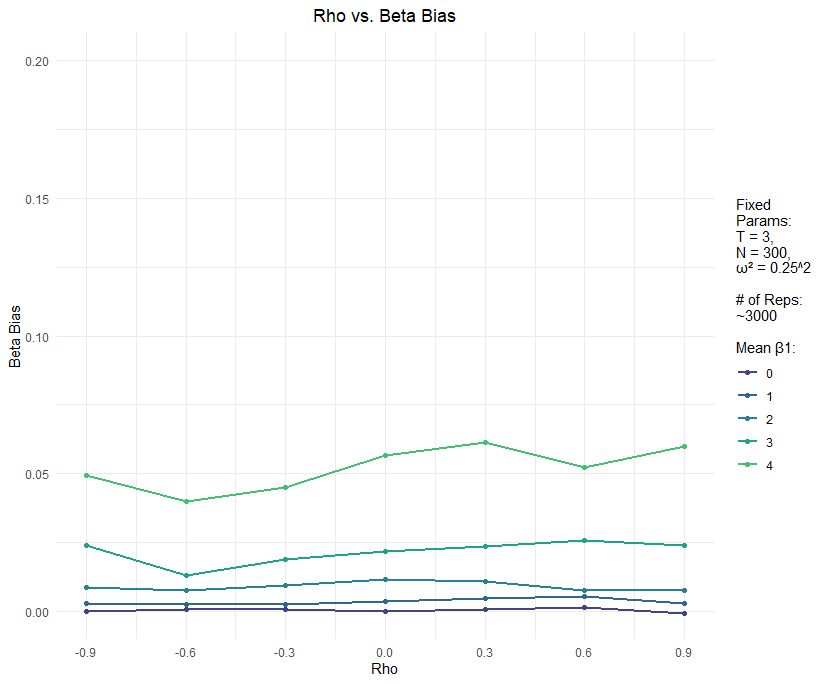 Rho vs. Beta Bias
0.20
0.15
0.10
0.05
0.00
Beta Bias
-0.9
-0.6
-0.3
0.0
0.3
0.6
0.9
Rho
Fixed
Params:
T = 3,
N = 300,
ω² = 0.25^2
# of Reps:
~3000
Mean β1:
0
1
2
3
4